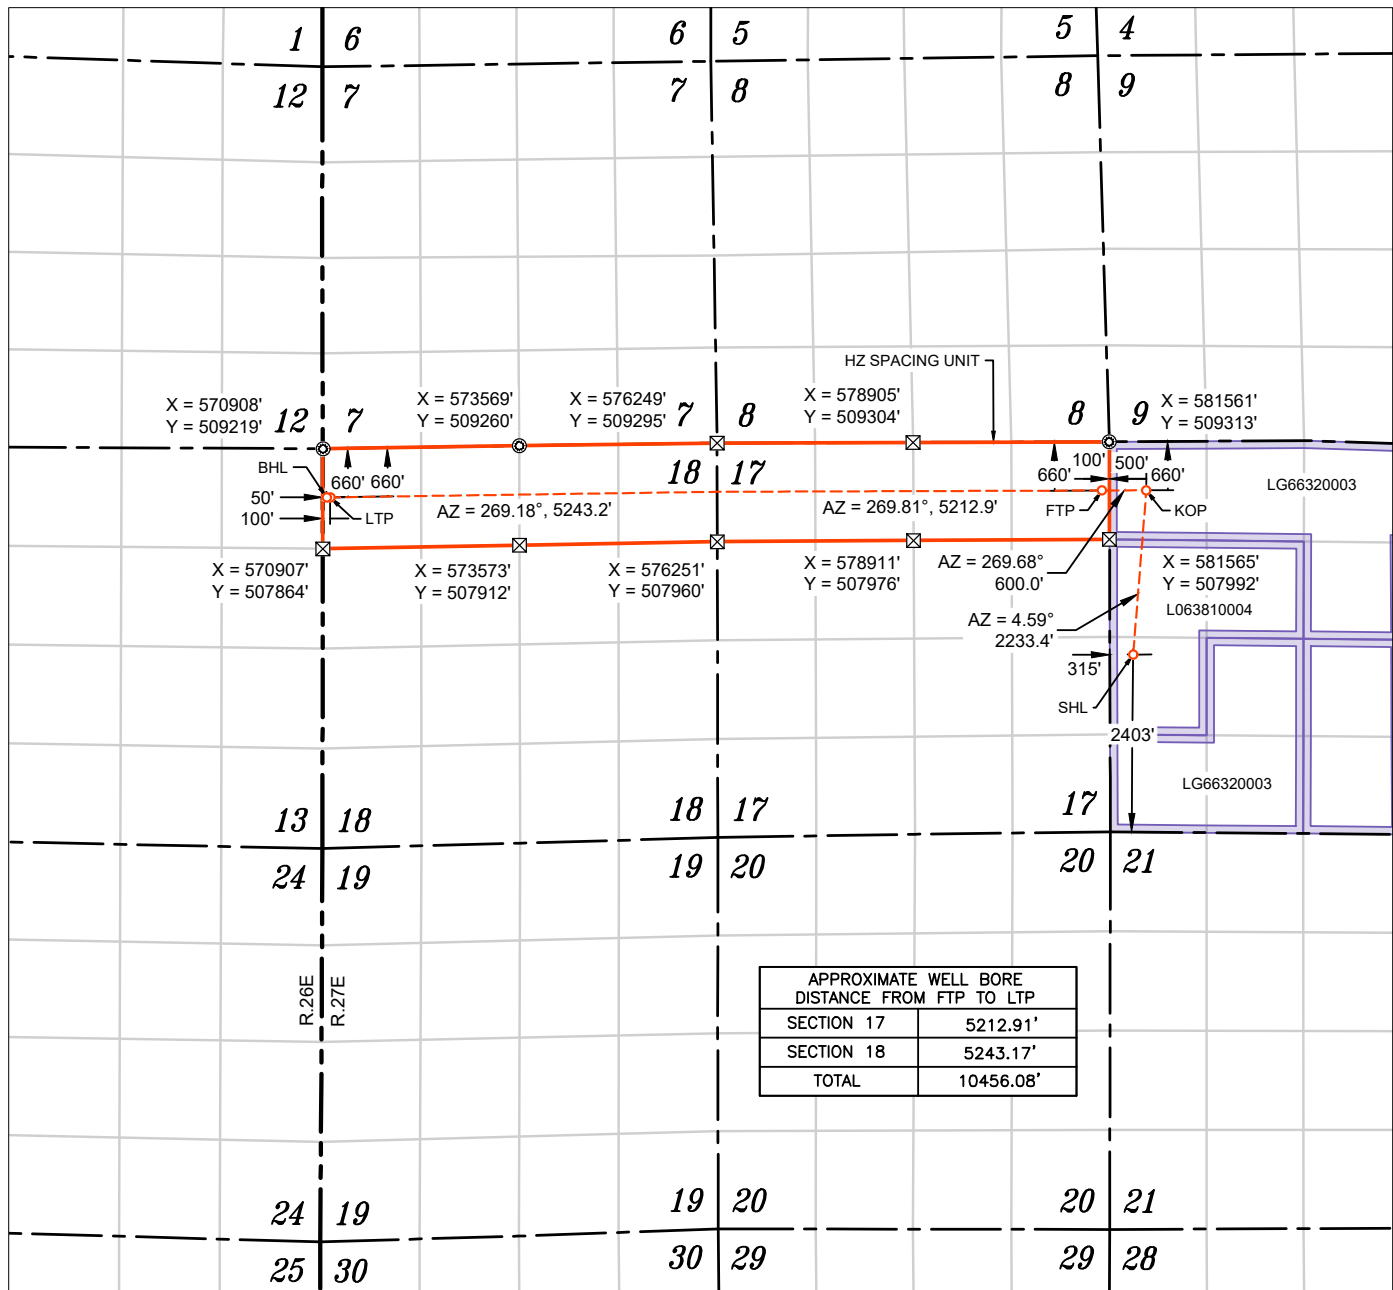 1 6
6 5
5 4
12 7
7 8
8 9
HZ SPACING UNIT
X = 570908'
Y = 509219'
X = 573569'
Y = 509260'
X = 576249'
Y = 509295'
X = 578905'
Y = 509304'
X = 581561'
Y = 509313'
12 7
7 8
8 9
BHL
660' 660'
18 17
660'
100'
500'
660'
LG66320003
50'
100'
LTP
AZ = 269.18°, 5243.2'
AZ = 269.81°, 5212.9'
FTP
KOP
X = 570907'
Y = 507864'
X = 573573'
Y = 507912'
X = 576251'
Y = 507960'
X = 578911'
Y = 507976'
AZ = 269.68°
600.0'
X = 581565'
Y = 507992'
L063810004
AZ = 4.59°
2233.4'
315'
SHL
2403'
LG66320003
13 18
18 17
17
24 19
19 20
20 21
R.26E
R.27E
APPROXIMATE WELL BORE
DISTANCE FROM FTP TO LTP
SECTION 17 5212.91'
SECTION 18 5243.17'
TOTAL 10456.08'
24 19
19 20
20 21
25 30
30 29
29 28